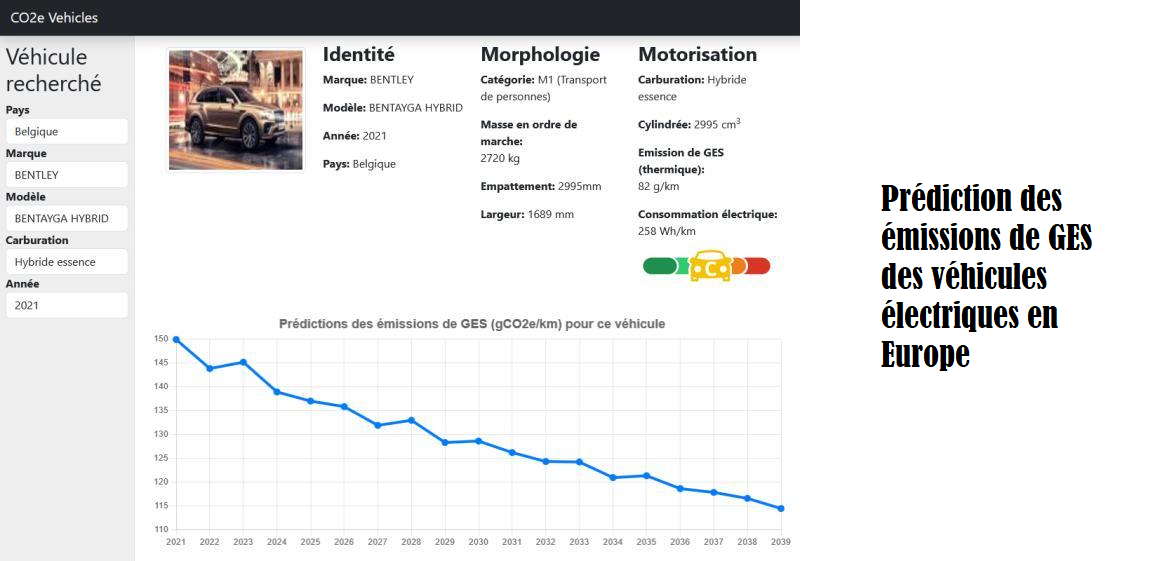 CO2e Vehicles
Véhicule
recherché
Pays
Belgique
Marque
BENTLEY
Modèle
BENTAYGA HYBRID
Carburation
Hybride essence
Année
2021
Identité
Marque: BENTLEY
Modèle: BENTAYGA HYBRID
Année: 2021
Pays: Belgique
Morphologie
Catégorie: M1 (Transport
de personnes)
Masse en ordre de
marche:
2720 kg
Empattement: 2995mm
Largeur: 1689 mm
Motorisation
Carburation: Hybride
essence
Cylindrée: 2995 cm³
Emission de GES
(thermique):
82 g/km
Consommation électrique:
258 Wh/km
C
Prédictions des émissions de GES (gCO2e/km) pour ce véhicule
150
145
140
135
130
125
120
115
110
2021 2022 2023 2024 2025 2026 2027 2028 2029 2030 2031 2032 2033 2034 2035 2036 2037 2038 2039
Prédiction des
émissions de GES
des véhicules
électriques en
Europe